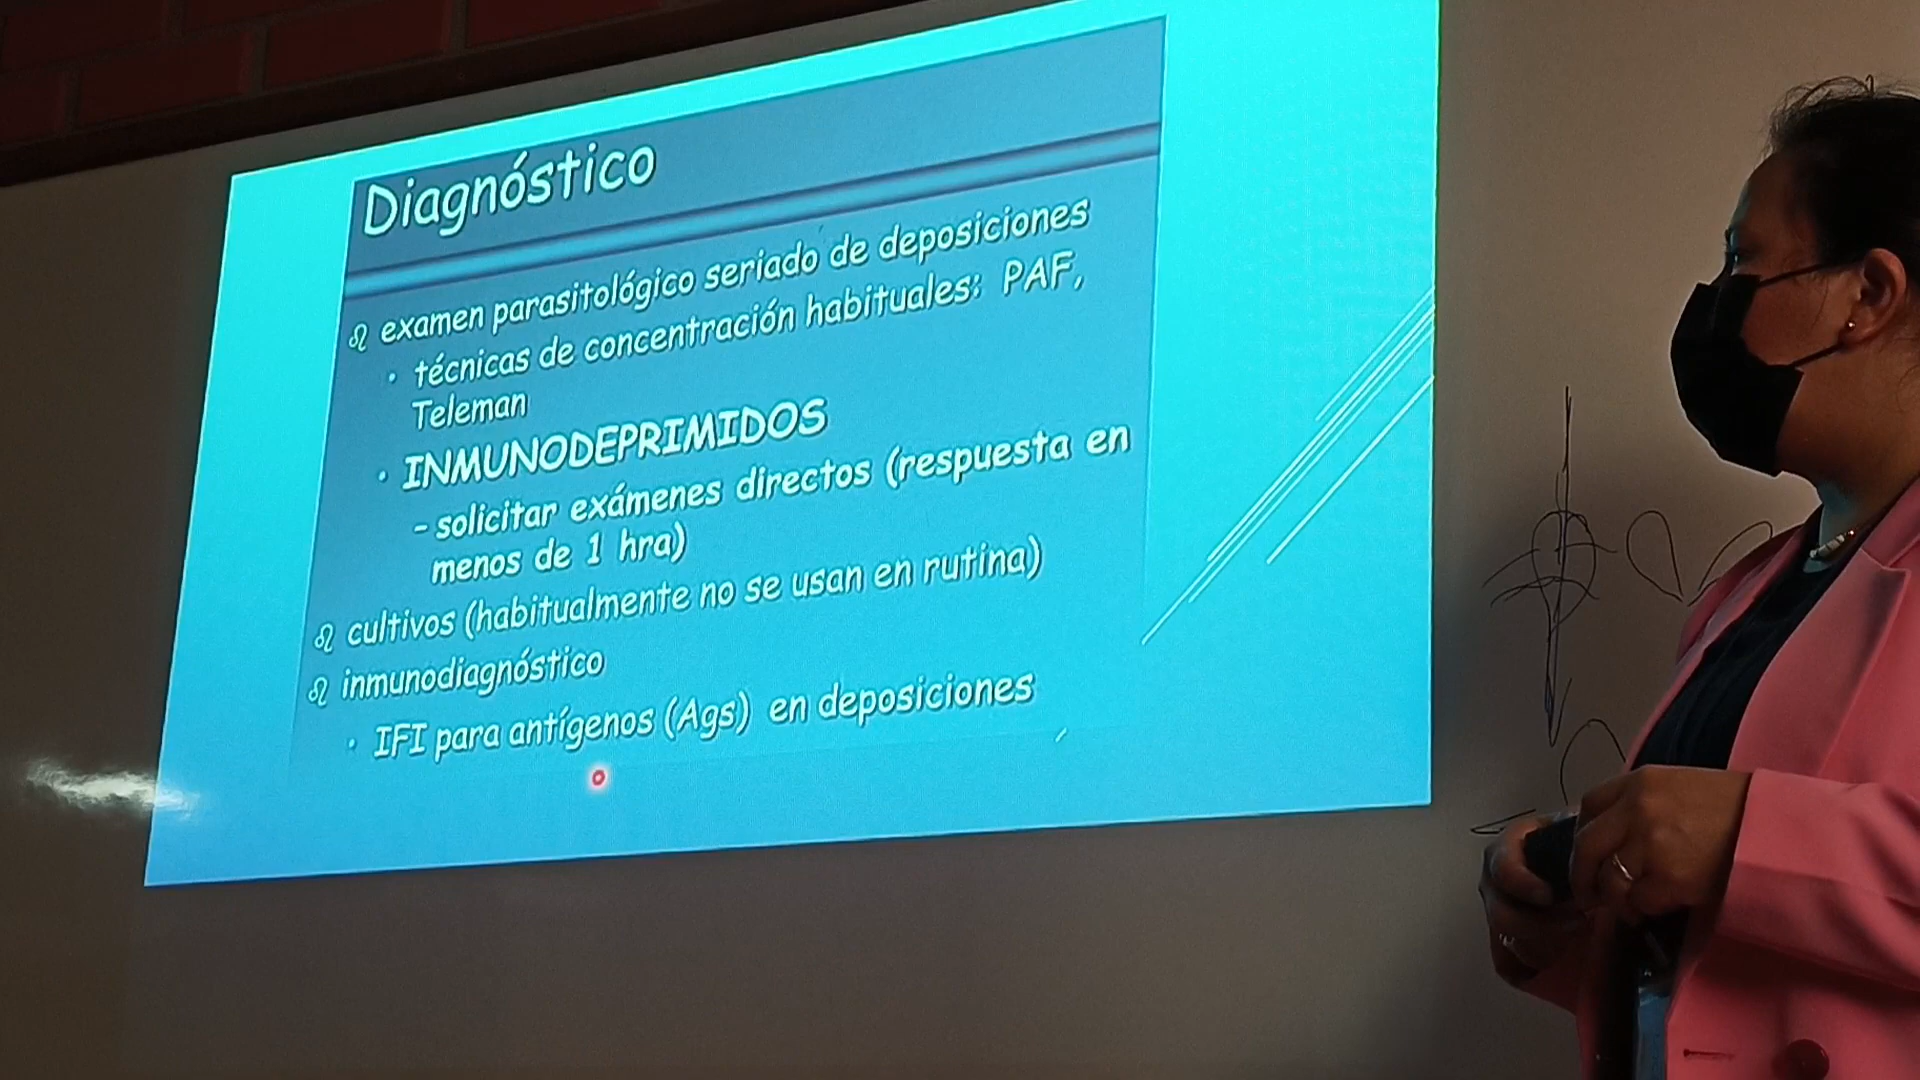 Diagnóstico
examen parasitológico seriado de deposiciones
· técnicas de concentración habituales: PAF,
Teleman
· INMUNODEPRIMIDOS
- solicitar exámenes directos (respuesta en
menos de 1 hra)
cultivos (habitualmente no se usan en rutina)
inmunodiagnóstico
· IFI para antígenos (Ags) en deposiciones